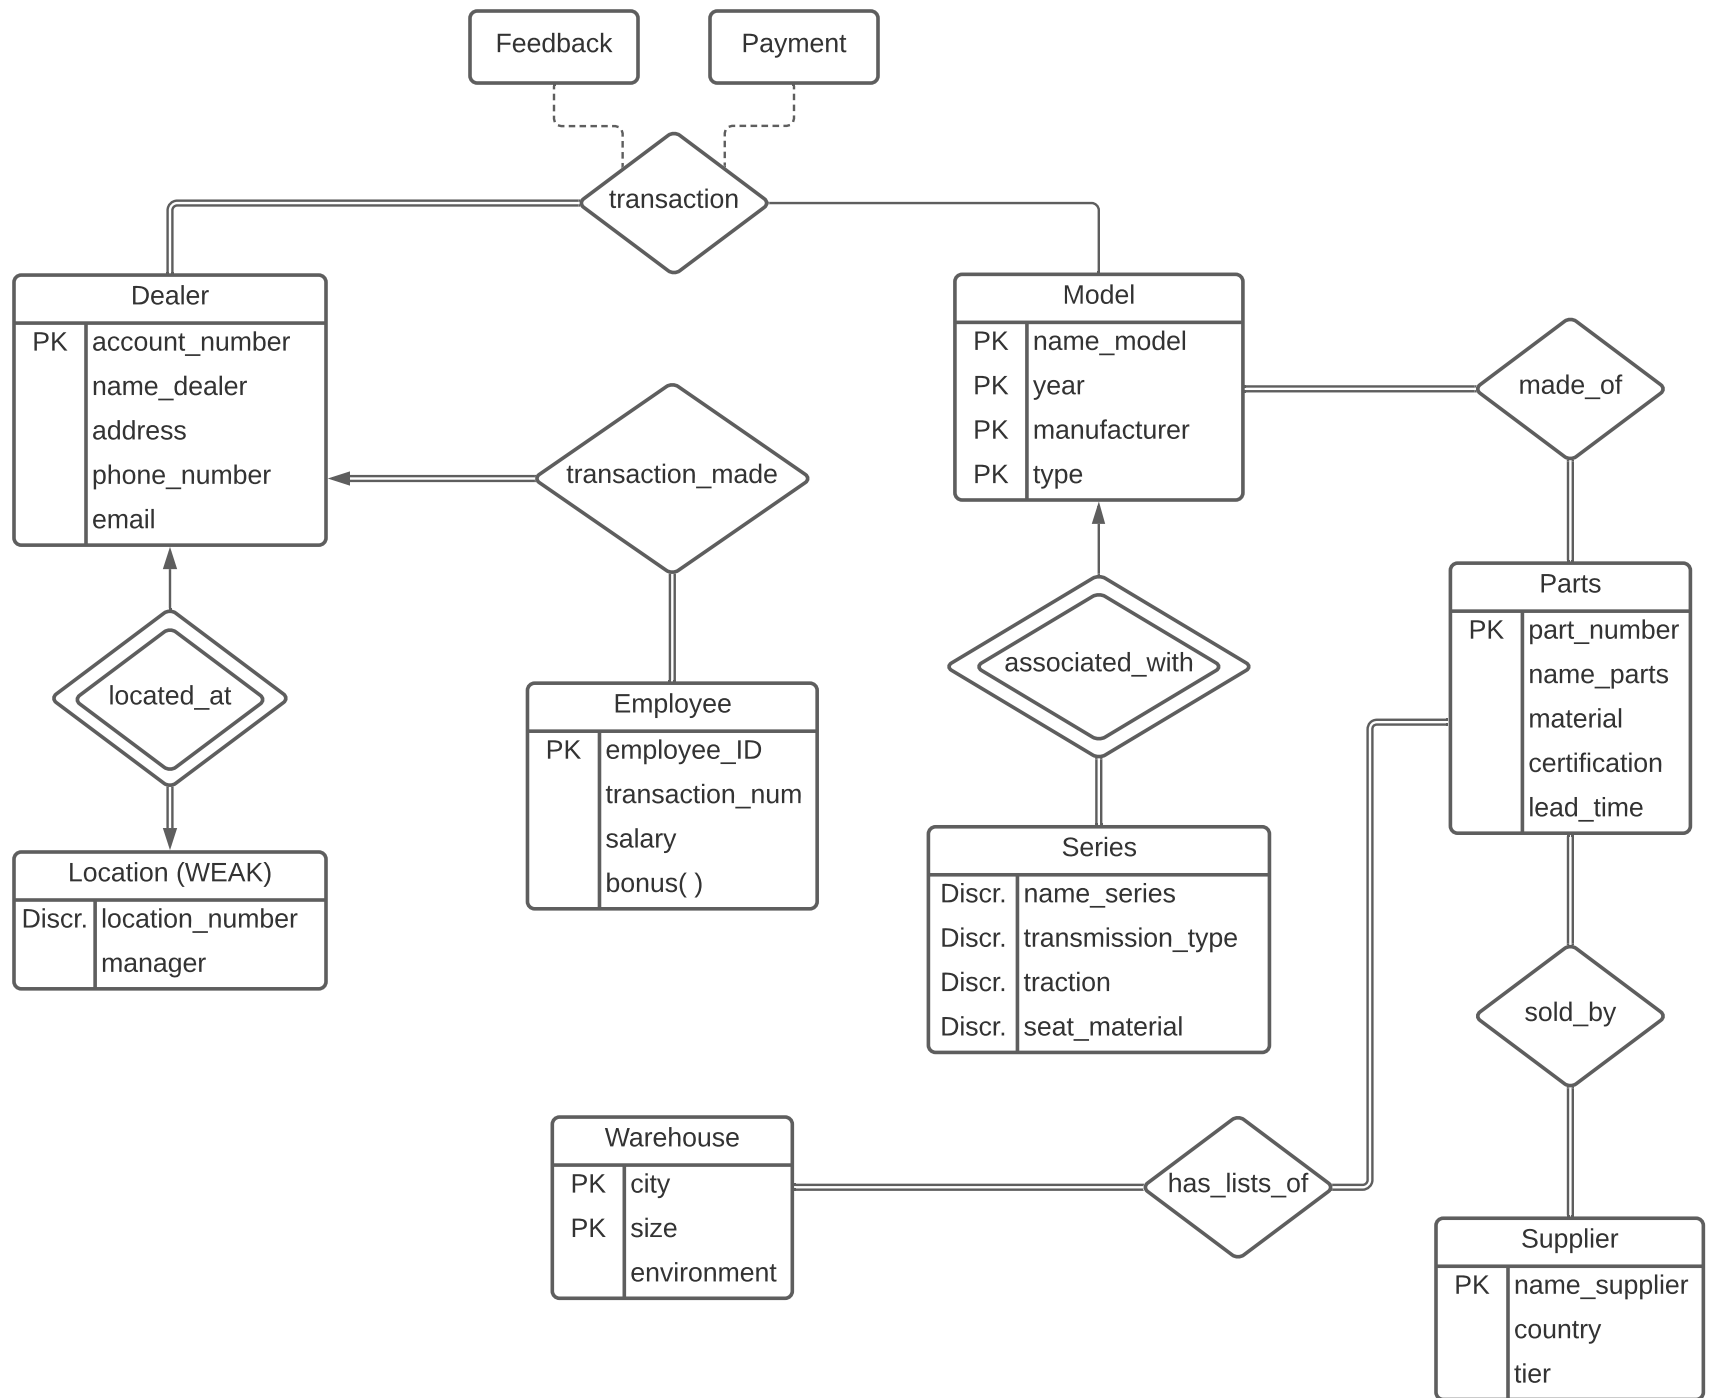 Feedback
Payment
transaction
Dealer
PK account_number
name_dealer
address
phone_number
email
Model
PK name_model
PK year
PK manufacturer
PK type
made_of
transaction_made
located_at
associated_with
Parts
PK part_number
name_parts
material
certification
lead_time
Employee
PK employee_ID
transaction_num
salary
bonus( )
Location (WEAK)
Discr. location_number
manager
Series
Discr. name_series
Discr. transmission_type
Discr. traction
Discr. seat_material
sold_by
Warehouse
PK city
PK size
environment
has_lists_of
Supplier
PK name_supplier
country
tier